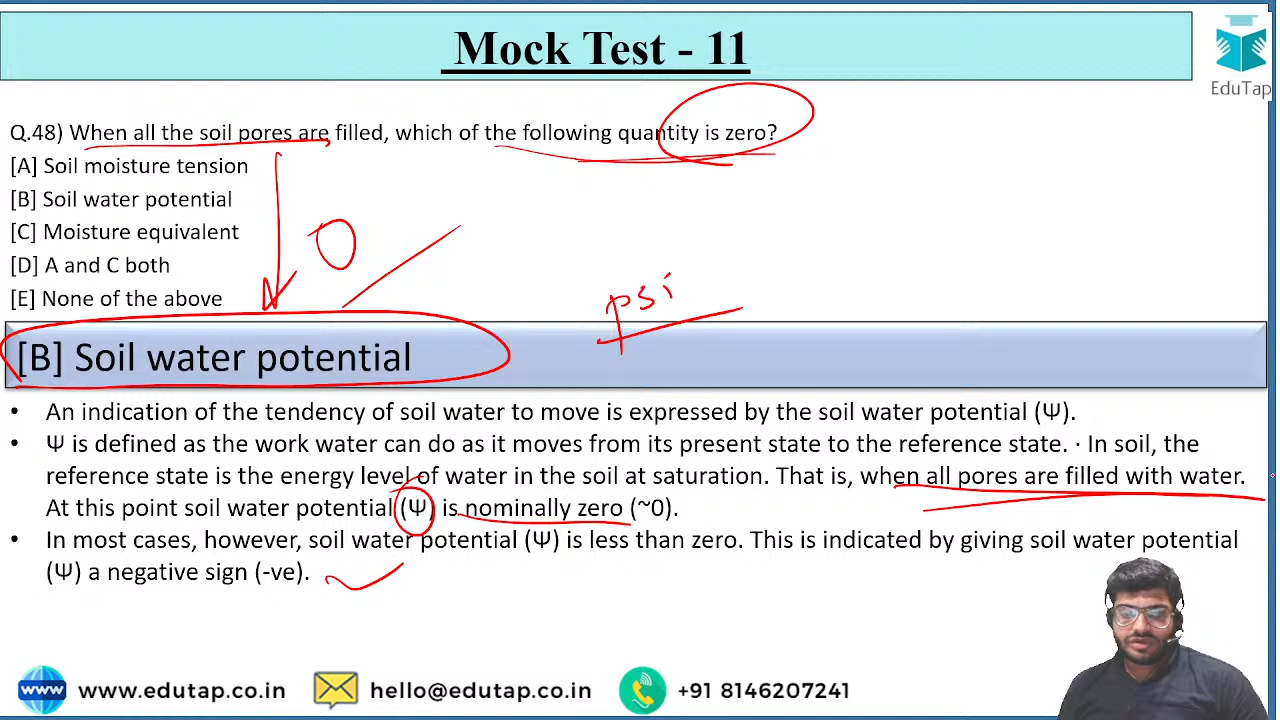 Mock Test - 11
EduTap
Q.48) When all the soil pores are filled, which of the following quantity is zero?
[A] Soil moisture tension
[B] Soil water potential
[C] Moisture equivalent
[D] A and C both
[E] None of the above
0
psi
[B] Soil water potential
• An indication of the tendency of soil water to move is expressed by the soil water potential (Ψ).
• Ψ is defined as the work water can do as it moves from its present state to the reference state. · In soil, the
reference state is the energy level of water in the soil at saturation. That is, when all pores are filled with water.
At this point soil water potential (Ψ) is nominally zero (~0).
• In most cases, however, soil water potential (Ψ) is less than zero. This is indicated by giving soil water potential
(Ψ) a negative sign (-ve).
www www.edutap.co.in hello@edutap.co.in +91 8146207241